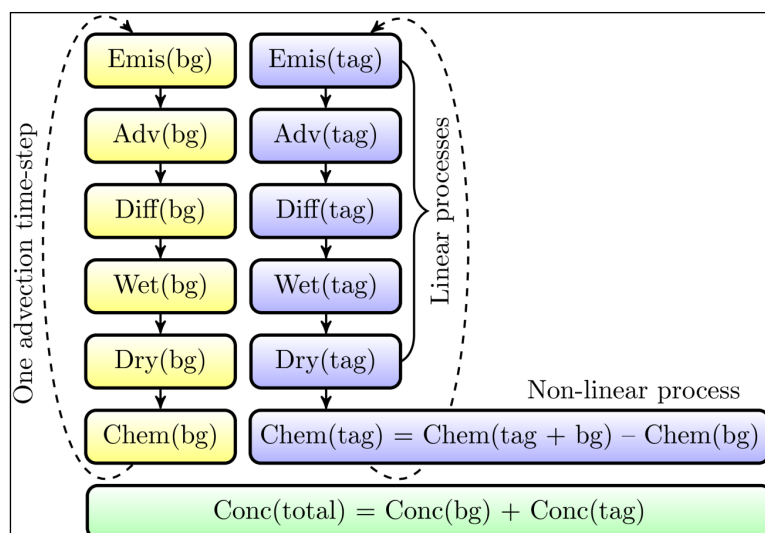 Emis(bg)
Emis(tag)
Adv(bg)
Adv(tag)
Diff(bg)
Diff(tag)
Wet(bg)
Wet(tag)
Dry(bg)
Dry(tag)
Chem(bg)
Chem(tag) = Chem(tag + bg) – Chem(bg)
Conc(total) = Conc(bg) + Conc(tag)
One advection time-step
Linear processes
Non-linear process